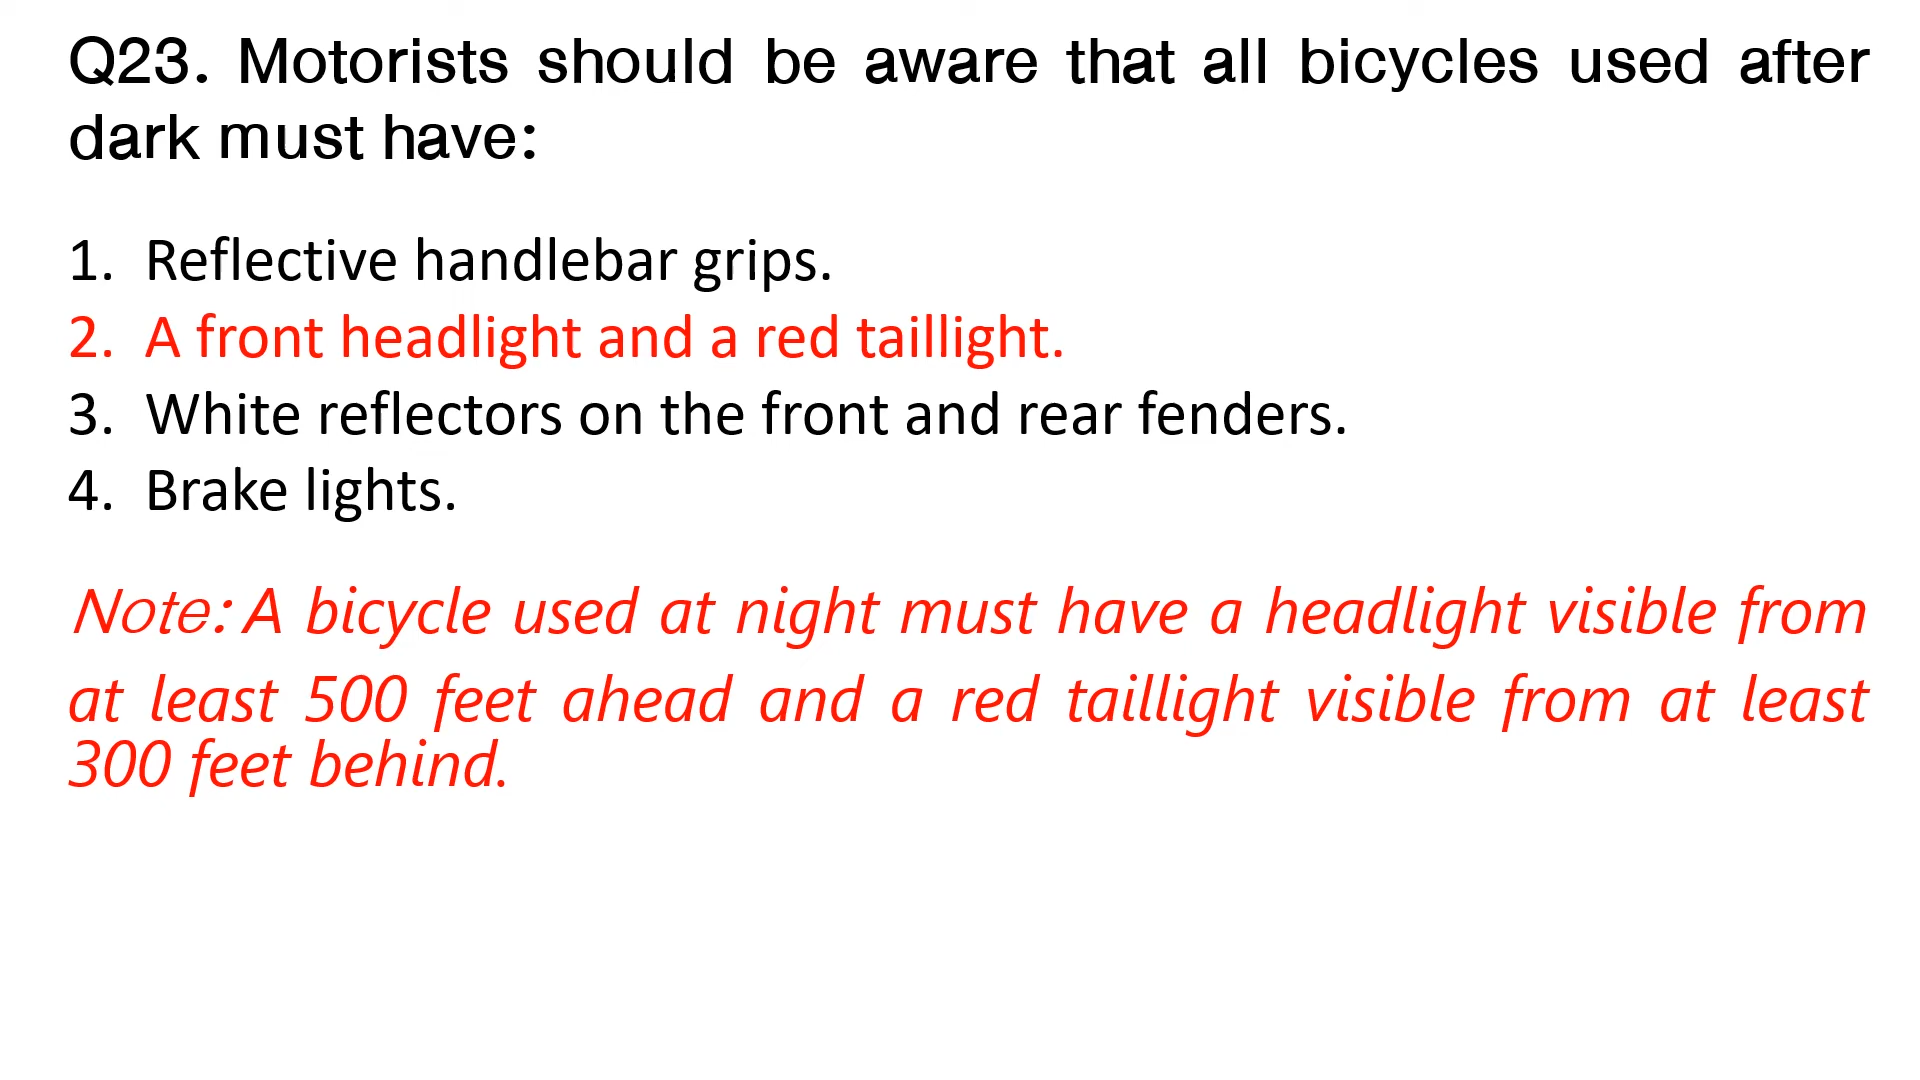 Q23. Motorists should be aware that all bicycles used after
dark must have:
1. Reflective handlebar grips.
2. A front headlight and a red taillight.
3. White reflectors on the front and rear fenders.
4. Brake lights.
Note: A bicycle used at night must have a headlight visible from
at least 500 feet ahead and a red taillight visible from at least
300 feet behind.